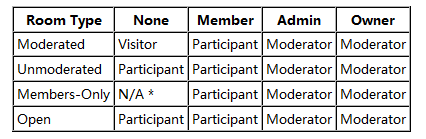 Room Type None Member Admin Owner
Moderated Visitor Participant Moderator Moderator
Unmoderated Participant Participant Moderator Moderator
Members-Only N/A * Participant Moderator Moderator
Open Participant Participant Moderator Moderator